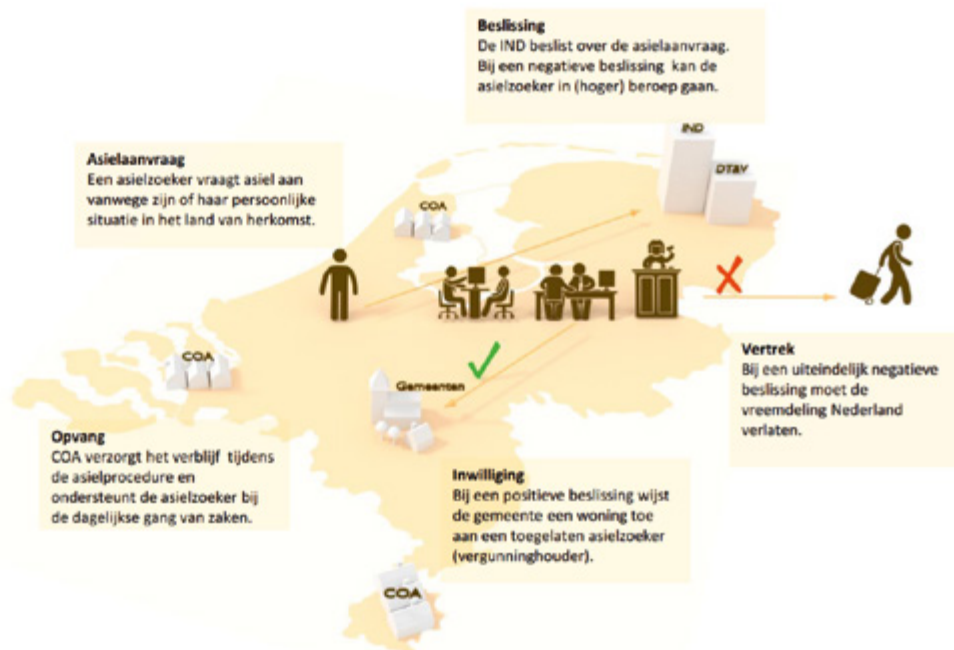 Beslissing
De IND beslist over de asielaanvraag.
Bij een negatieve beslissing kan de
asielzoeker in (hoger) beroep gaan.
IND
DT&V
Asielaanvraag
Een asielzoeker vraagt asiel aan
vanwege zijn of haar persoonlijke
situatie in het land van herkomst.
COA
COA
Gemeenten
Vertrek
Bij een uiteindelijk negatieve
beslissing moet de
vreemdeling Nederland
verlaten.
Opvang
COA verzorgt het verblijf tijdens
de asielprocedure en
ondersteunt de asielzoeker bij
de dagelijkse gang van zaken.
Inwilliging
Bij een positieve beslissing wijst
de gemeente een woning toe
aan een toegelaten asielzoeker
(vergunninghouder).
COA